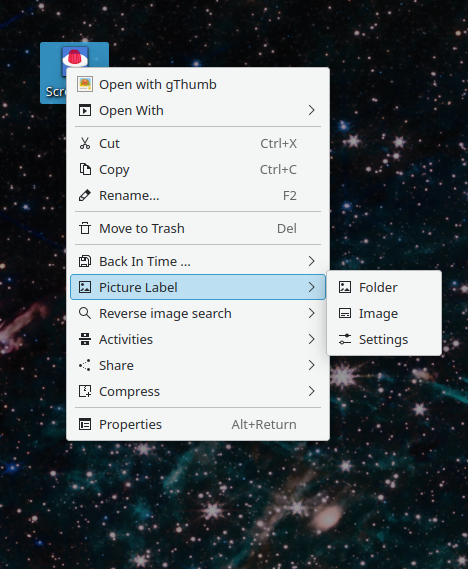 Open with gThumb
Open With
Cut Ctrl+X
Copy Ctrl+C
Rename... F2
Move to Trash Del
Back In Time ...
Picture Label
Folder
Reverse image search
Image
Activities
Settings
Share
Compress
Properties Alt+Return